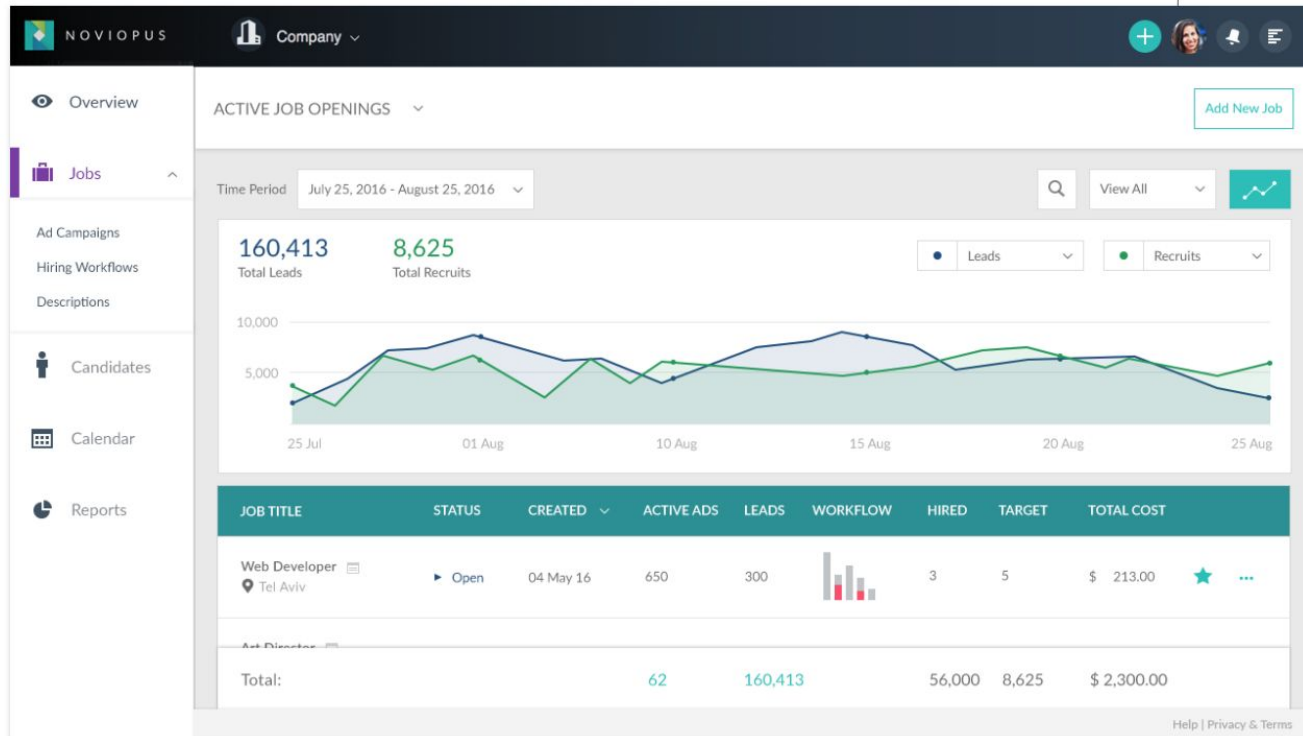 NOVIOPUS
Company
Overview
ACTIVE JOB OPENINGS
Add New Job
Jobs
Time Period
July 25, 2016 - August 25, 2016
View All
Ad Campaigns
Hiring Workflows
Descriptions
160,413
Total Leads
8,625
Total Recruits
Leads
Recruits
10,000
5,000
25 Jul
01 Aug
10 Aug
15 Aug
20 Aug
25 Aug
Candidates
Calendar
Reports
JOB TITLE STATUS CREATED ACTIVE ADS LEADS WORKFLOW HIRED TARGET TOTAL COST
Web Developer
Tel Aviv
Open 04 May 16 650 300 3 5 $ 213.00
Art Director
Total: 62 160,413 56,000 8,625 $ 2,300.00
Help | Privacy & Terms